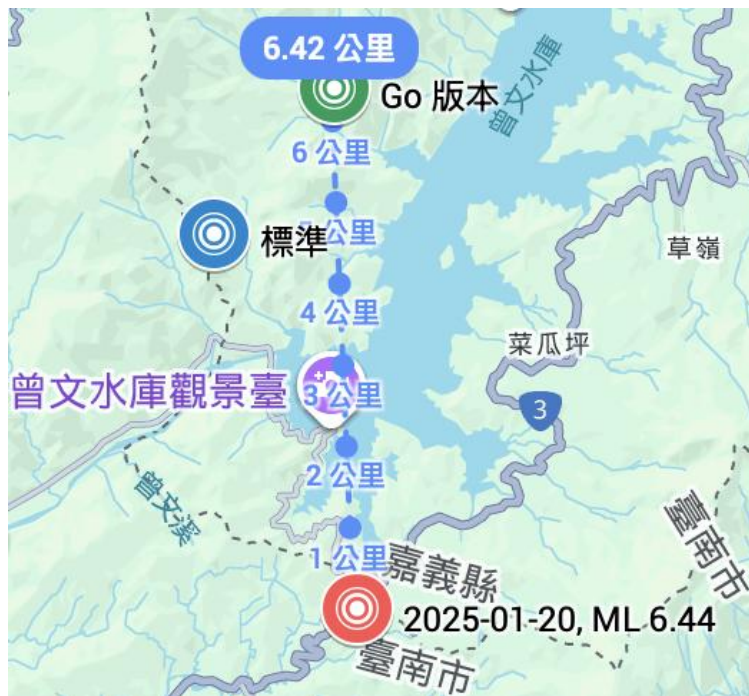 6.42 公里
Go 版本
曾文水庫
6 公里
5 公里
標準
草嶺
4 公里
菜瓜坪
曾文水庫觀景臺
3 公里
3
2 公里
曾文溪
臺南市
1 公里
嘉義縣
2025-01-20, ML 6.44
臺南市